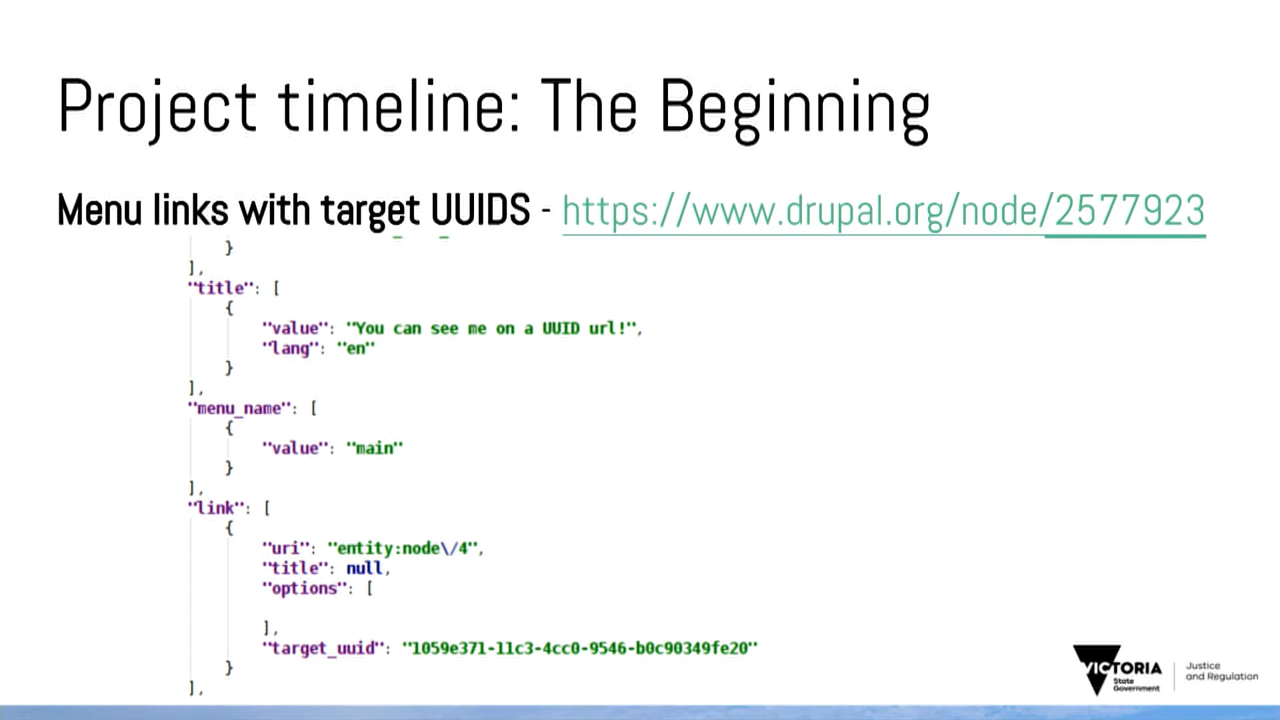 Project timeline: The Beginning
Menu links with target UUIDS - https://www.drupal.org/node/2577923
}
],
"title": [
{
"value": "You can see me on a UUID url!",
"lang": "en"
}
],
"menu_name": [
{
"value": "main"
}
],
"link": [
{
"uri": "entity:node\/4",
"title": null,
"options": [
],
"target_uuid": "1059e371-11c3-4cc0-9546-b0c90349fe20"
}
],
VICTORIA
State
Government
Justice
and Regulation